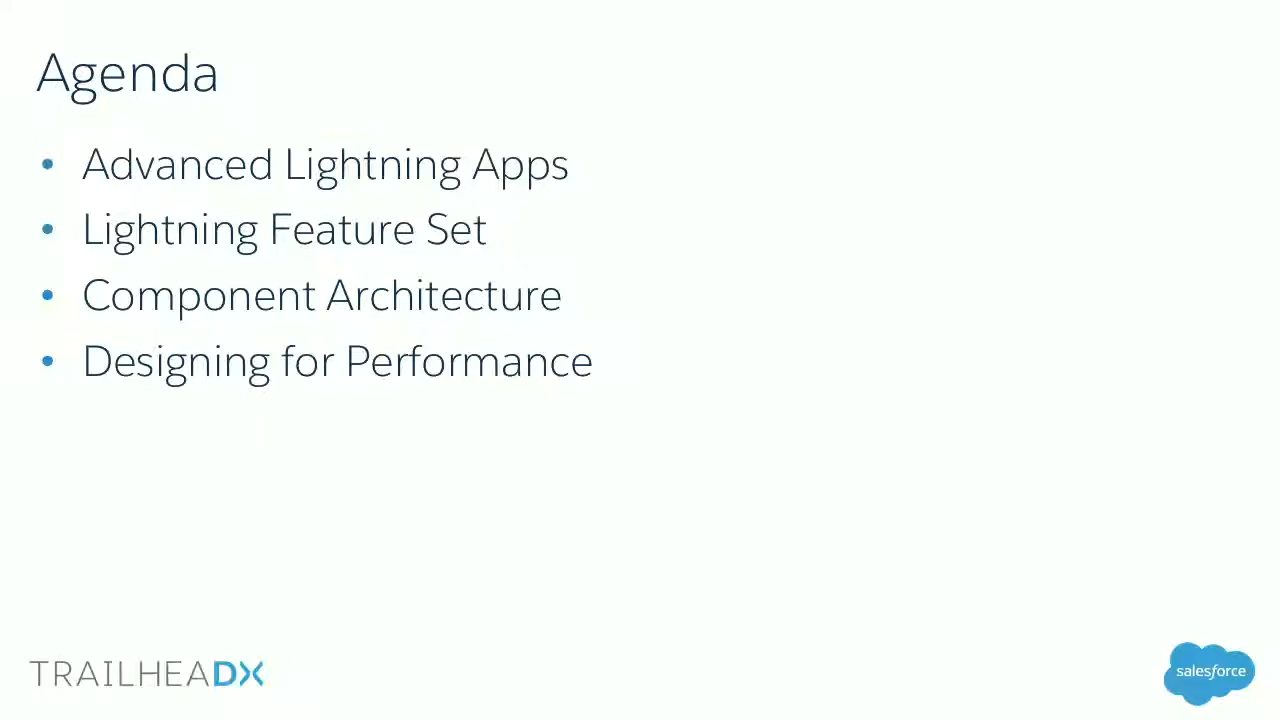 Agenda
• Advanced Lightning Apps
• Lightning Feature Set
• Component Architecture
• Designing for Performance
TRAILHEADX
salesforce